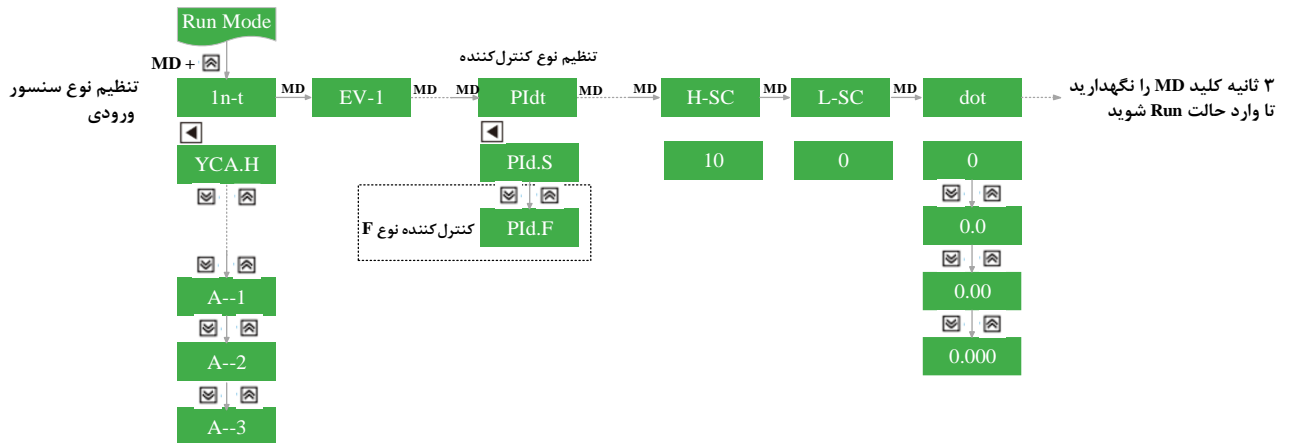 Run Mode
MD +
تنظیم نوع سنسور
ورودی
1n-t
MD
EV-1
MD
MD
تنظیم نوع کنترل‌کننده
PIdt
MD
MD
H-SC
MD
L-SC
MD
dot
۳ ثانیه کلید MD را نگهدارید
تا وارد حالت Run شوید
YCA.H
PId.S
10
0
0
کنترل‌کننده نوع F
PId.F
0.0
A--1
0.00
A--2
0.000
A--3